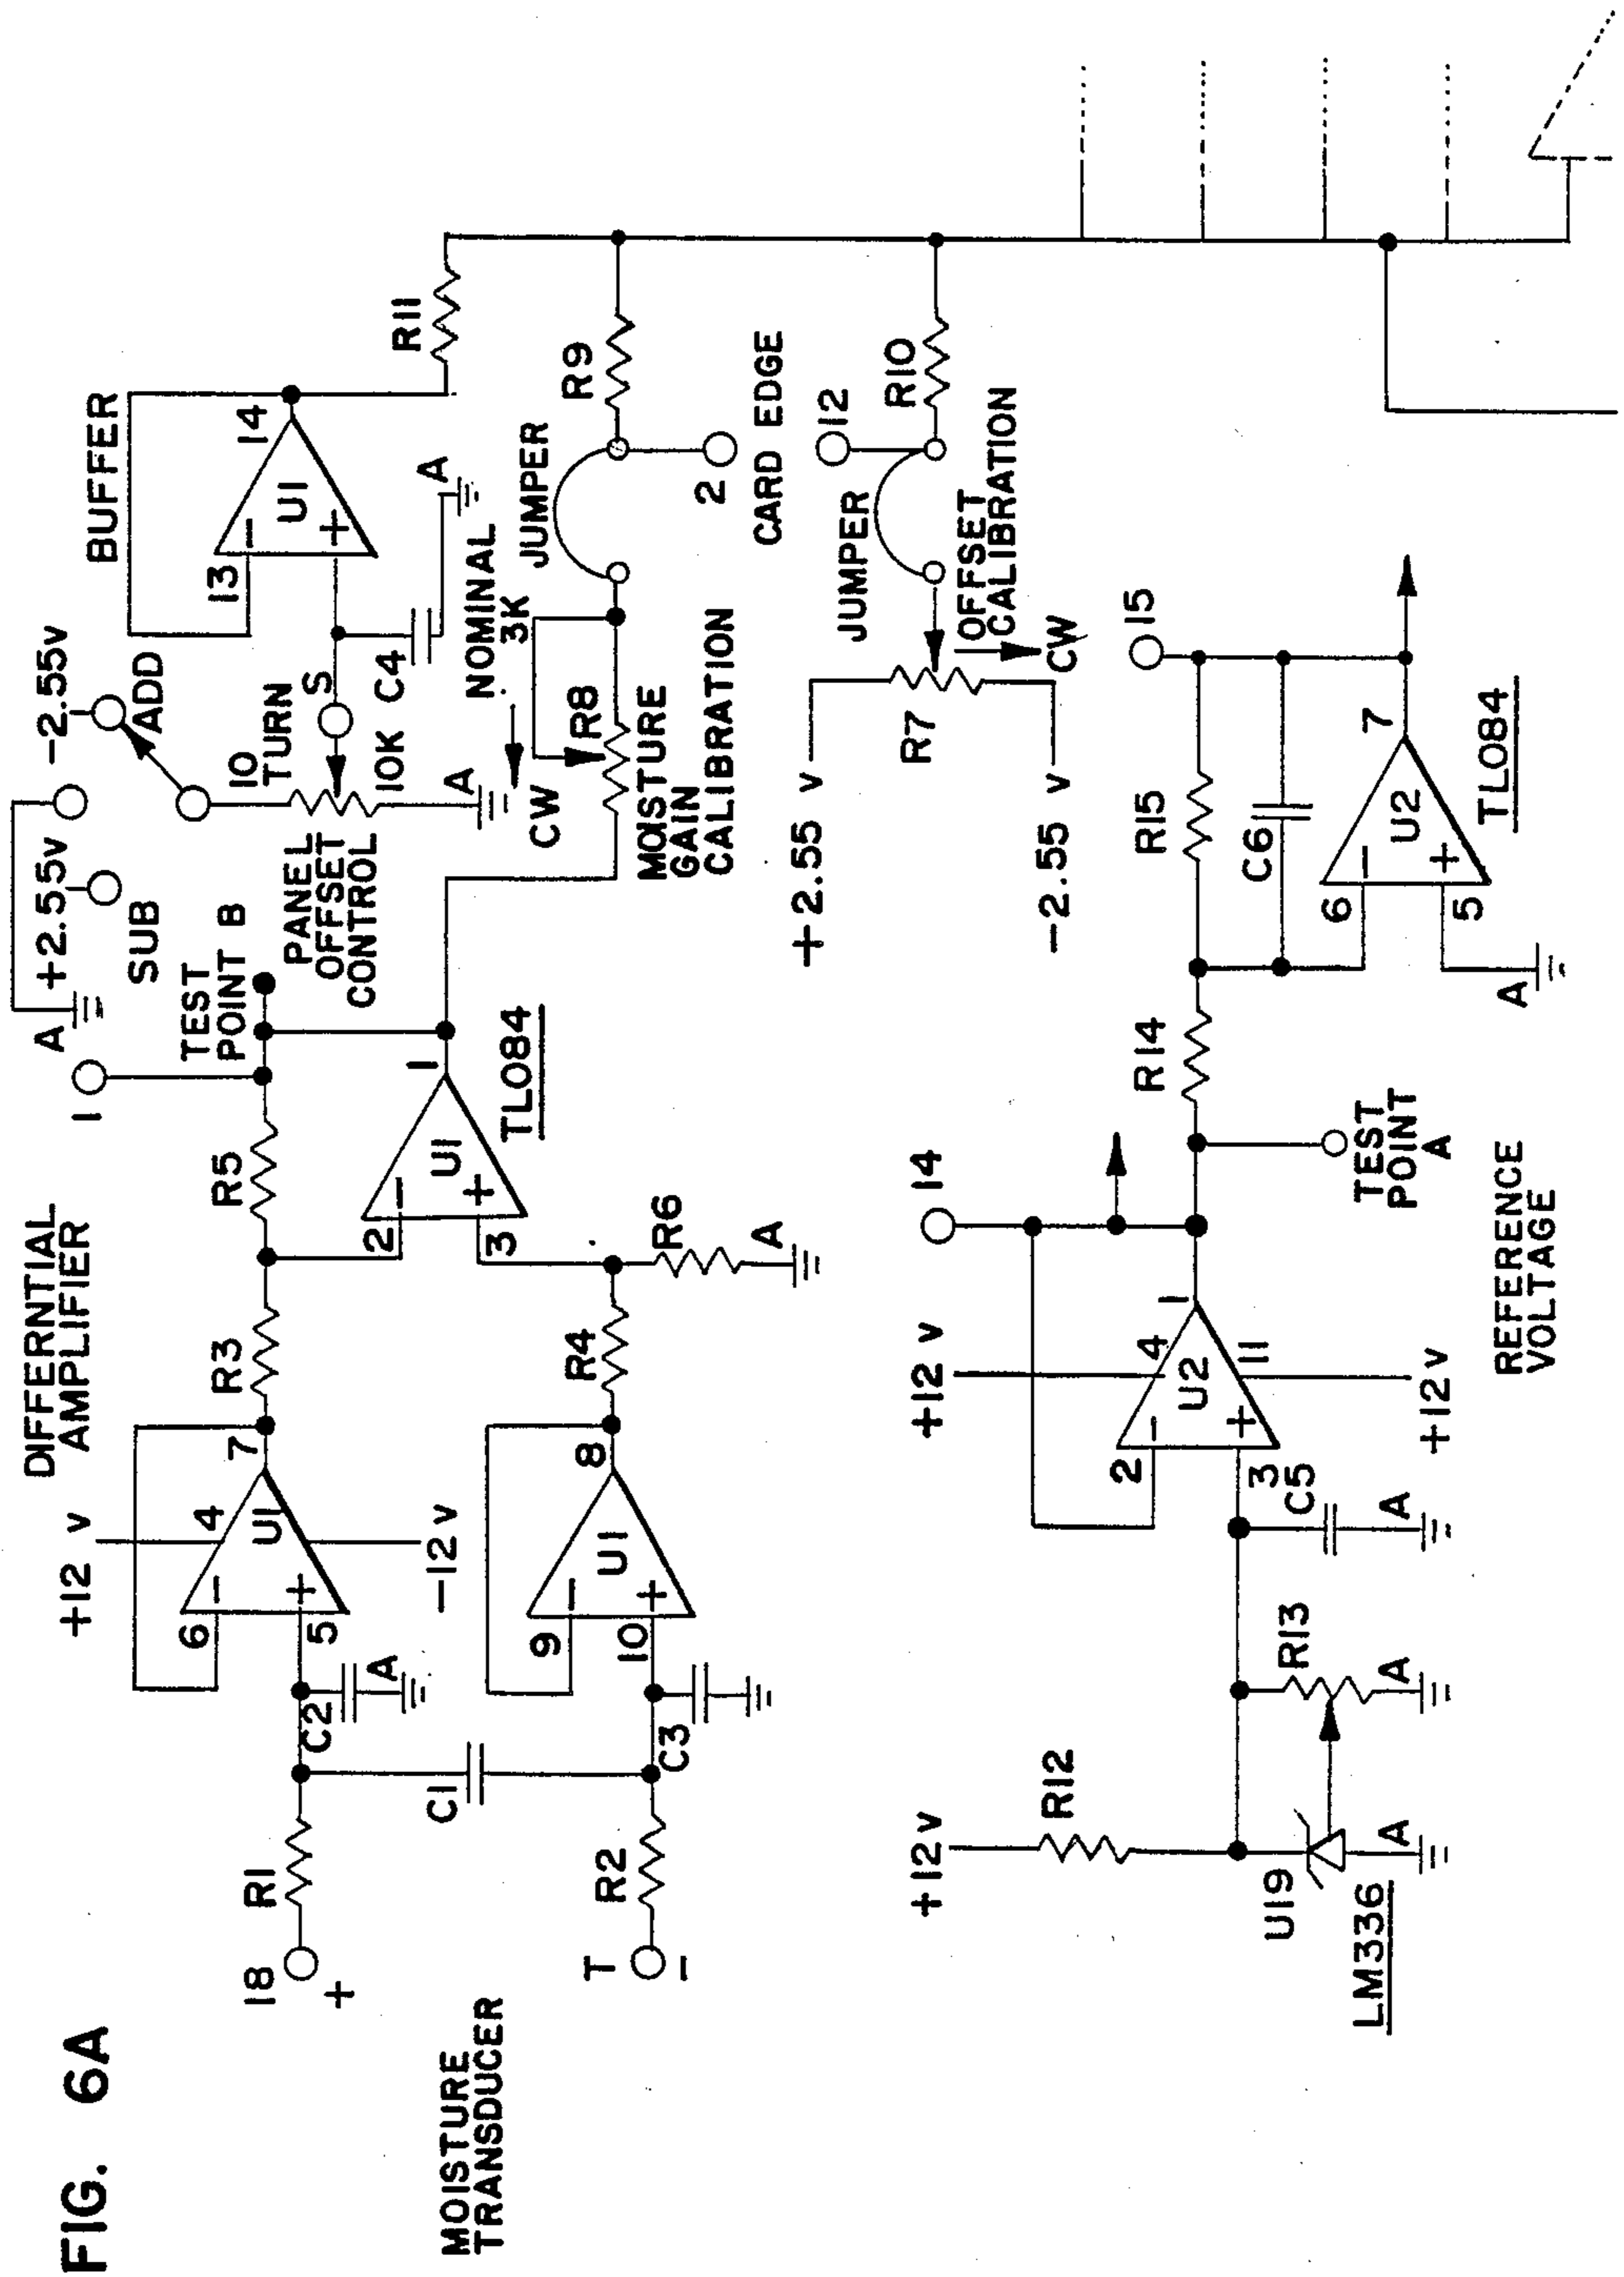 FIG. 6A
MOISTURE
TRANSDUCER
18
+
R1
T
−
R2
C1
C2
A
C3
+12 v
−12 v
6
5
4
7
U1
9
10
8
U1
DIFFERNTIAL
AMPLIFIER
R3
R4
R5
R6
A
2
3
1
U1
TL084
1
TEST
POINT B
A
+2.55v
SUB
−2.55v
ADD
PANEL
OFFSET
CONTROL
10
TURN
S
10K
C4
A
A
BUFFER
13
14
U1
R11
CW
NOMINAL
3K
R8
MOISTURE
GAIN
CALIBRATION
JUMPER
R9
2
CARD EDGE
12
JUMPER
R10
+2.55 v
−2.55 v
R7
OFFSET
CALIBRATION
CW
+12v
R12
U19
LM336
A
R13
A
C5
A
+12 v
+12v
2
3
4
11
1
U2
14
TEST
POINT
A
REFERENCE
VOLTAGE
R14
R15
C6
6
5
7
U2
TL084
A
15